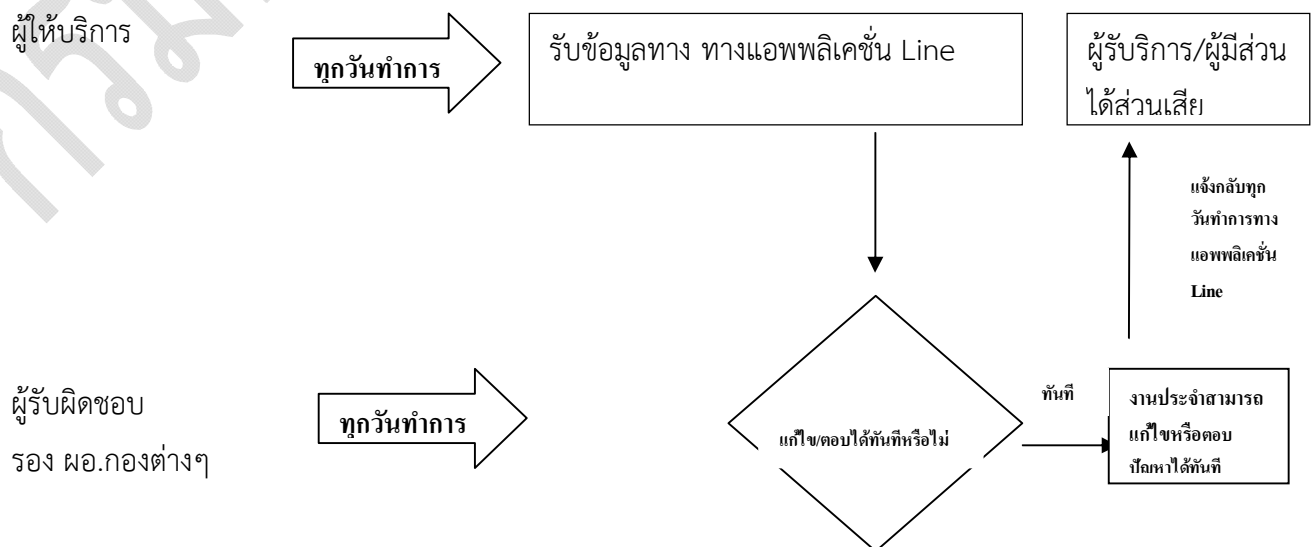 ผู้ให้บริการ
ทุกวันทำการ
รับข้อมูลทาง ทางแอพพลิเคชั่น Line
ผู้รับบริการ/ผู้มีส่วน
ได้ส่วนเสีย
แจ้งกลับทุก
วันทำการทาง
แอพพลิเคชั่น
Line
ผู้รับผิดชอบ
รอง ผอ.กองต่างๆ
ทุกวันทำการ
แก้ไข/ตอบได้ทันทีหรือไม่
ทันที
งานประจำสามารถ
แก้ไขหรือตอบ
ปัญหาได้ทันที